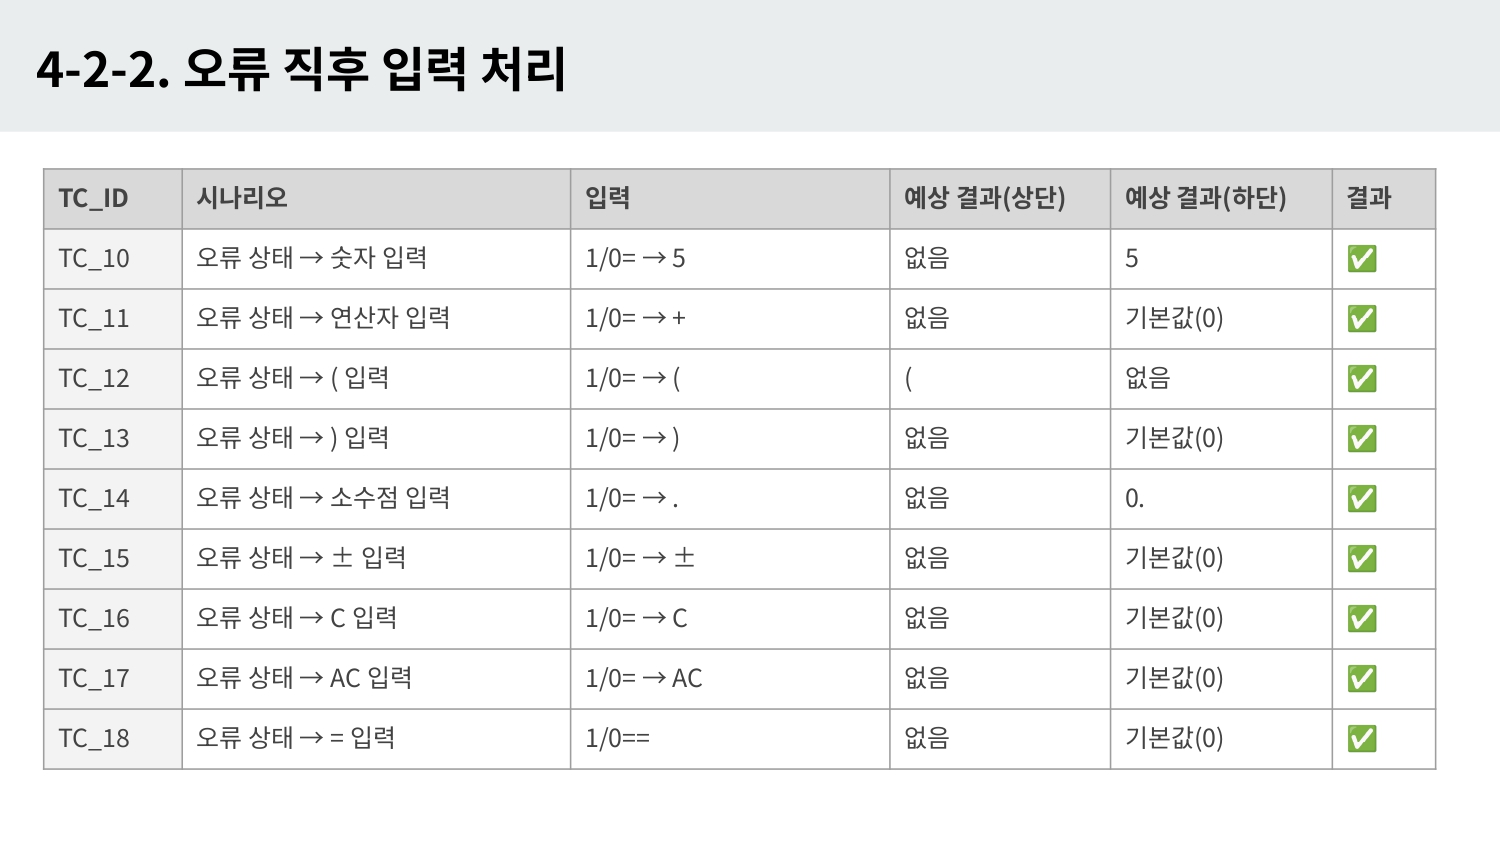 4-2-2. 오류 직후 입력 처리
TC_ID 시나리오 입력 예상 결과(상단) 예상 결과(하단) 결과
TC_10 오류 상태 → 숫자 입력 1/0= → 5 없음 5 ✅
TC_11 오류 상태 → 연산자 입력 1/0= → + 없음 기본값(0) ✅
TC_12 오류 상태 → ( 입력 1/0= → ( ( 없음 ✅
TC_13 오류 상태 → ) 입력 1/0= → ) 없음 기본값(0) ✅
TC_14 오류 상태 → 소수점 입력 1/0= → . 없음 0. ✅
TC_15 오류 상태 → ± 입력 1/0= → ± 없음 기본값(0) ✅
TC_16 오류 상태 → C 입력 1/0= → C 없음 기본값(0) ✅
TC_17 오류 상태 → AC 입력 1/0= → AC 없음 기본값(0) ✅
TC_18 오류 상태 → = 입력 1/0== 없음 기본값(0) ✅